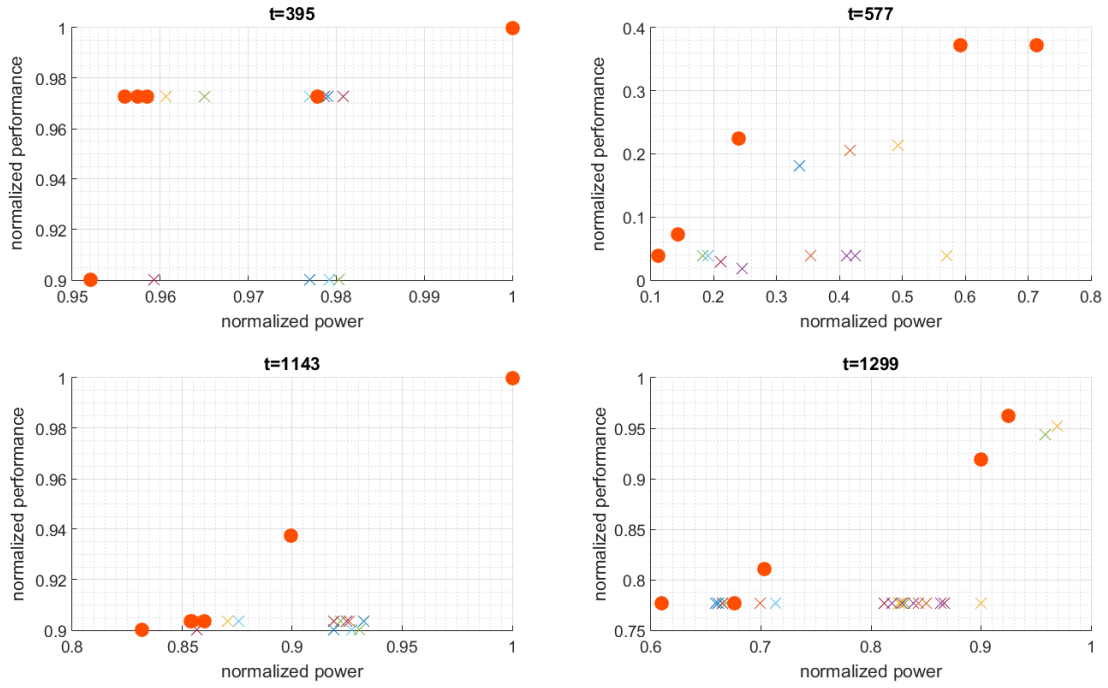 t=395
1
0.98
0.96
0.94
0.92
0.9
normalized performance
0.95 0.96 0.97 0.98 0.99 1
normalized power
t=577
0.4
0.3
0.2
0.1
0
normalized performance
0.1 0.2 0.3 0.4 0.5 0.6 0.7 0.8
normalized power
t=1143
1
0.98
0.96
0.94
0.92
0.9
normalized performance
0.8 0.85 0.9 0.95 1
normalized power
t=1299
1
0.95
0.9
0.85
0.8
0.75
normalized performance
0.6 0.7 0.8 0.9 1
normalized power